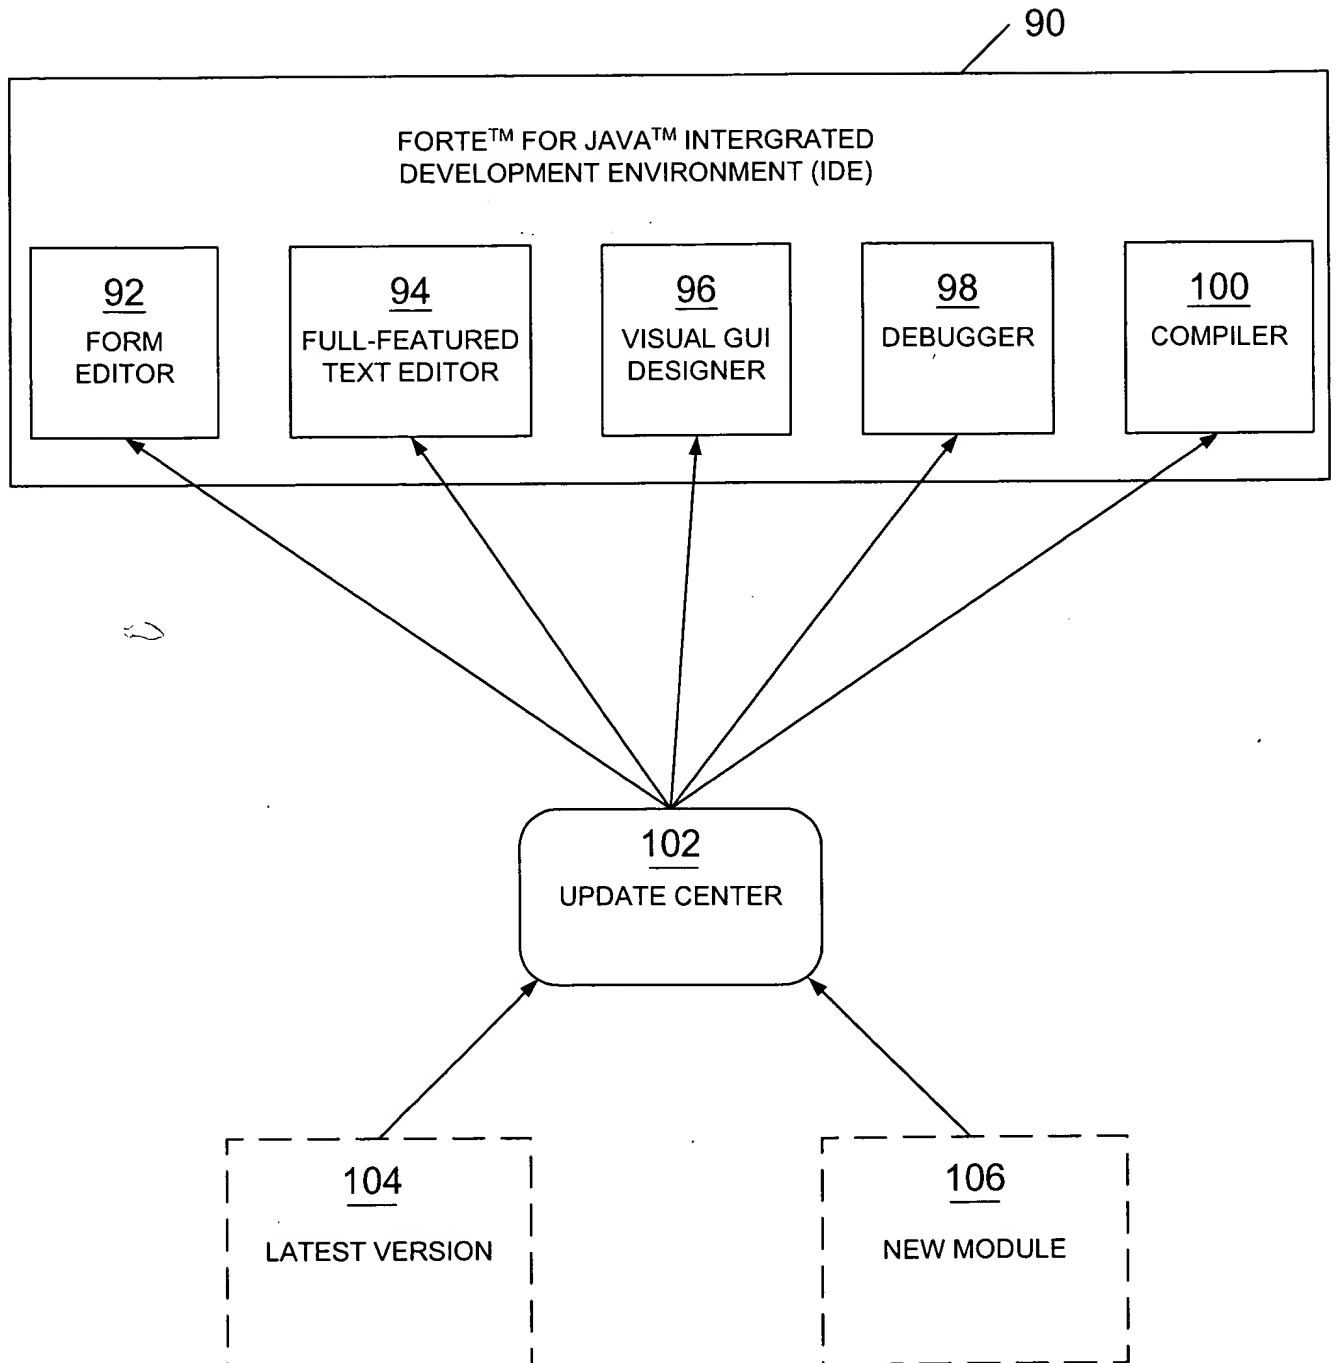 90
FORTE™ FOR JAVA™ INTERGRATED
DEVELOPMENT ENVIRONMENT (IDE)
92
FORM
EDITOR
94
FULL-FEATURED
TEXT EDITOR
96
VISUAL GUI
DESIGNER
98
DEBUGGER
100
COMPILER
102
UPDATE CENTER
104
LATEST VERSION
106
NEW MODULE